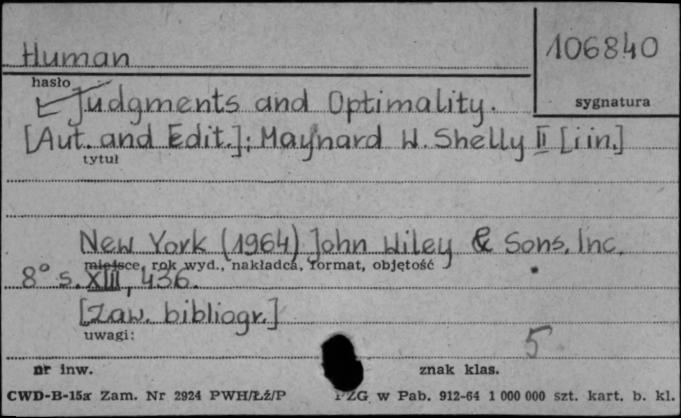 Human
106840
hasło
sygnatura
Judgments and Optimality.
[Aut. and Edit.]: Maynard W. Shelly II [i in.]
tytuł
New York (1964) John Wiley & Sons, Inc.
miejsce, rok wyd., nakładca, format, objętość
8° s. XIII, 436.
[Zaw. bibliogr.]
uwagi:
5
nr inw.
znak klas.
CWD-B-15a Zam. Nr 2924 PWH/Łź/P
PZG w Pab. 912-64 1 000 000 szt. kart. b. kl.